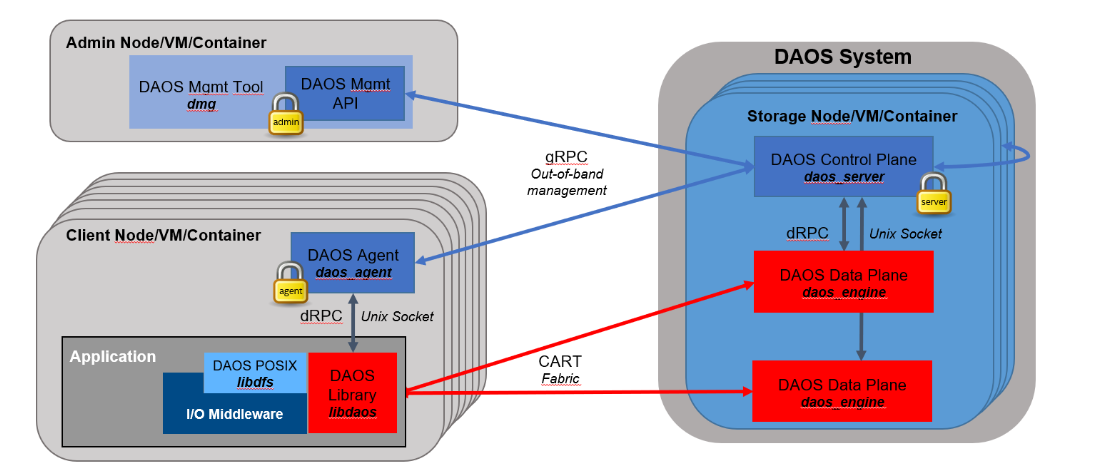 Admin Node/VM/Container
DAOS Mgmt Tool
dmg
DAOS Mgmt
API
admin
DAOS System
Storage Node/VM/Container
DAOS Control Plane
daos_server
server
gRPC
Out-of-band
management
dRPC
Unix Socket
Client Node/VM/Container
DAOS Agent
daos_agent
agent
dRPC
Unix Socket
DAOS Data Plane
daos_engine
Application
DAOS POSIX
libdfs
I/O Middleware
DAOS
Library
libdaos
CART
Fabric
DAOS Data Plane
daos_engine